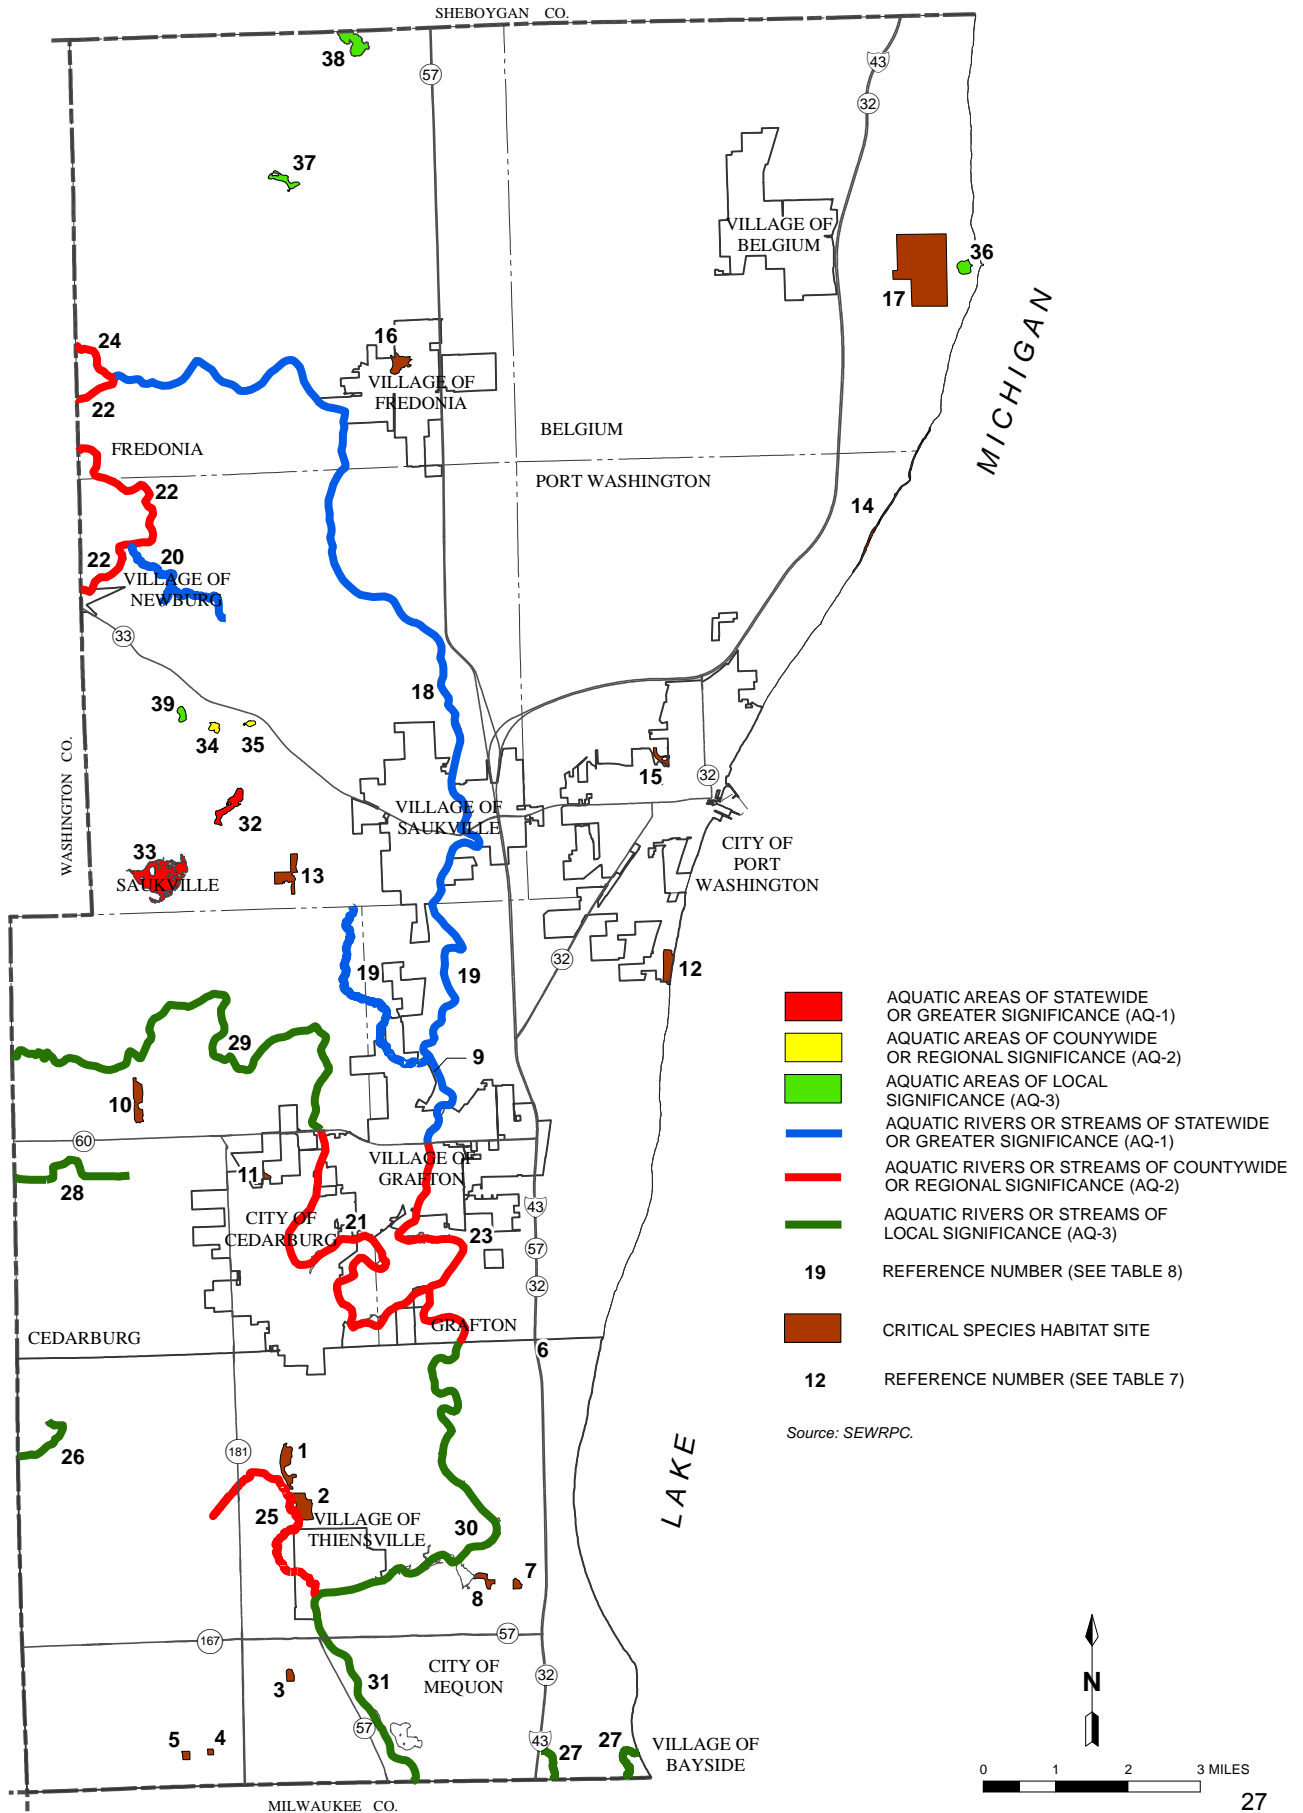 SHEBOYGAN CO.
38
57
43
32
37
VILLAGE OF
BELGIUM
36
17
MICHIGAN
24
16
VILLAGE OF
FREDONIA
22
BELGIUM
FREDONIA
PORT WASHINGTON
22
14
22
20
VILLAGE OF
NEWBURG
33
18
39
34
35
15
32
WASHINGTON CO.
32
VILLAGE OF
SAUKVILLE
33
SAUKVILLE
13
CITY OF
PORT
WASHINGTON
32
12
19
19
29
9
10
60
11
VILLAGE OF
GRAFTON
28
CITY OF
CEDARBURG
21
23
43
57
32
CEDARBURG
GRAFTON
6
26
181
1
2
25
VILLAGE OF
THIENSVILLE
30
7
8
LAKE
167
57
3
31
CITY OF
MEQUON
32
5
4
57
43
27
27
VILLAGE OF
BAYSIDE
MILWAUKEE CO.
AQUATIC AREAS OF STATEWIDE
OR GREATER SIGNIFICANCE (AQ-1)
AQUATIC AREAS OF COUNYWIDE
OR REGIONAL SIGNIFICANCE (AQ-2)
AQUATIC AREAS OF LOCAL
SIGNIFICANCE (AQ-3)
AQUATIC RIVERS OR STREAMS OF STATEWIDE
OR GREATER SIGNIFICANCE (AQ-1)
AQUATIC RIVERS OR STREAMS OF COUNTYWIDE
OR REGIONAL SIGNIFICANCE (AQ-2)
AQUATIC RIVERS OR STREAMS OF
LOCAL SIGNIFICANCE (AQ-3)
19 REFERENCE NUMBER (SEE TABLE 8)
CRITICAL SPECIES HABITAT SITE
12 REFERENCE NUMBER (SEE TABLE 7)
Source: SEWRPC.
N
0 1 2 3 MILES
27